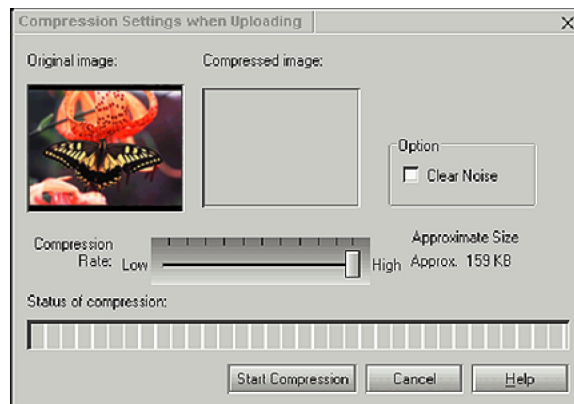 Compression Settings when Uploading
Original image:
Compressed image:
Option
Clear Noise
Compression
Rate:
Low
High
Approximate Size
Approx. 159 KB
Status of compression:
Start Compression
Cancel
Help